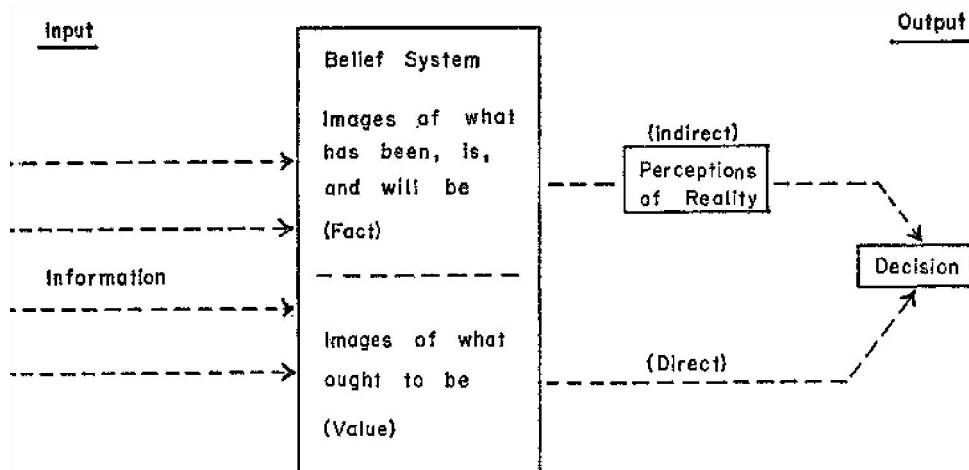 Input
Output
Belief System
Images of what
has been, is,
and will be
(Fact)
(Indirect)
Perceptions
of Reality
Information
Decision
Images of what
ought to be
(Value)
(Direct)